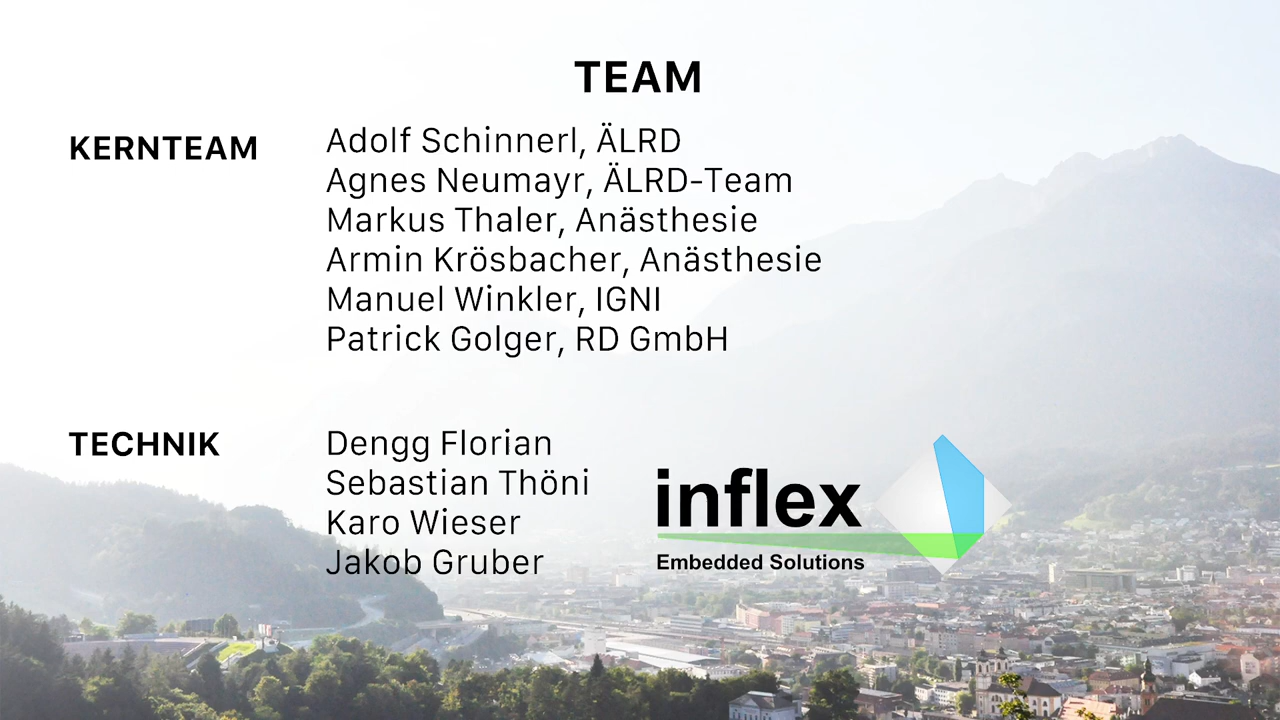 TEAM
KERNTEAM
Adolf Schinnerl, ÄLRD
Agnes Neumayr, ÄLRD-Team
Markus Thaler, Anästhesie
Armin Krösbacher, Anästhesie
Manuel Winkler, IGNI
Patrick Golger, RD GmbH
TECHNIK
Dengg Florian
Sebastian Thöni
Karo Wieser
Jakob Gruber
inflex
Embedded Solutions